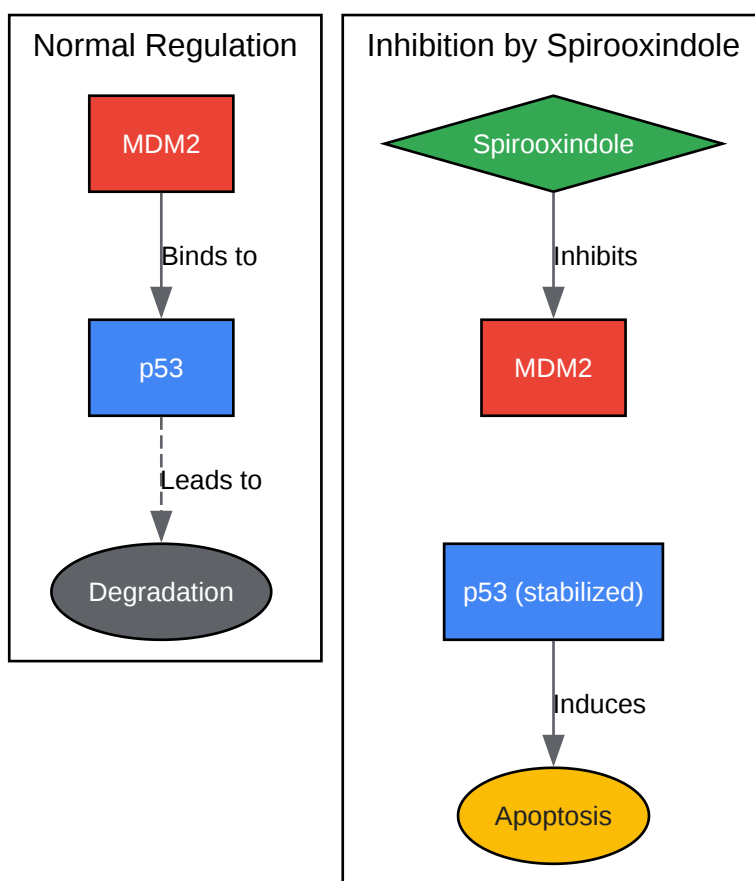 Normal Regulation
MDM2
Binds to
p53
Leads to
Degradation
Inhibition by Spirooxindole
Spirooxindole
Inhibits
MDM2
p53 (stabilized)
Induces
Apoptosis